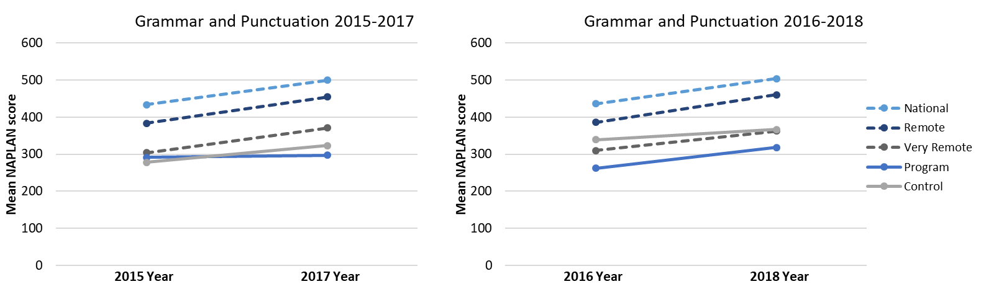 Grammar and Punctuation 2015-2017
600
500
400
300
200
100
0
Mean NAPLAN score
2015 Year
2017 Year
Grammar and Punctuation 2016-2018
600
500
400
300
200
100
0
Mean NAPLAN score
2016 Year
2018 Year
National
Remote
Very Remote
Program
Control